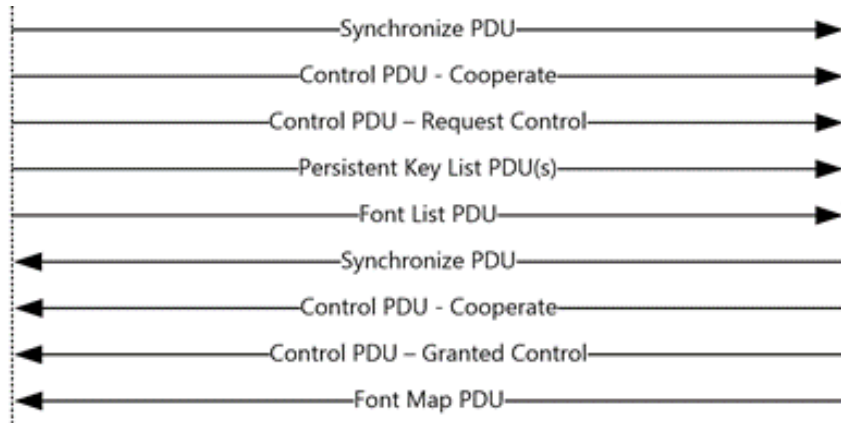 Synchronize PDU
Control PDU - Cooperate
Control PDU – Request Control
Persistent Key List PDU(s)
Font List PDU
Synchronize PDU
Control PDU - Cooperate
Control PDU – Granted Control
Font Map PDU